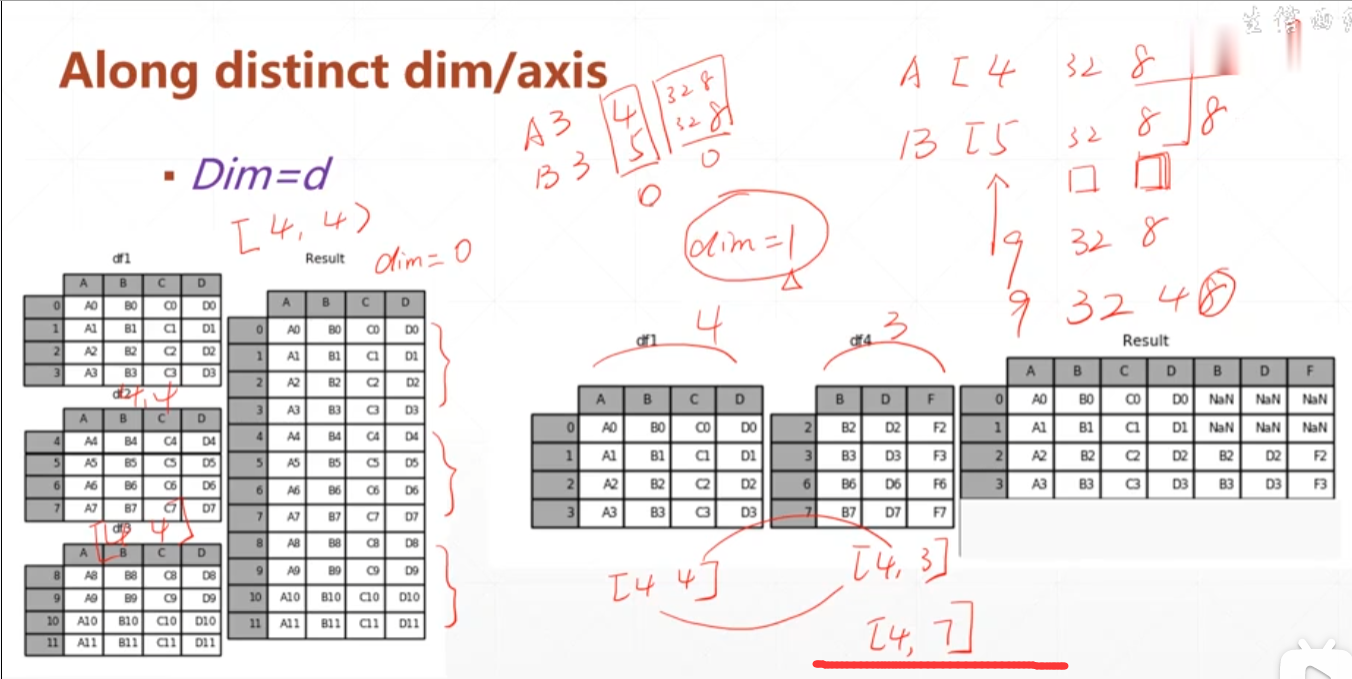 Along distinct dim/axis
▪ Dim=d
[4, 4)
dim=0
A 3 4 32 8
B 3 5 32 8
0 0
dim=1
A [4 32 8
B [5 32 8 8
9 32 8
9 32 4 8
df1
A B C D
0 A0 B0 C0 D0
1 A1 B1 C1 D1
2 A2 B2 C2 D2
3 A3 B3 C3 D3
df2
4,4
A B C D
4 A4 B4 C4 D4
5 A5 B5 C5 D5
6 A6 B6 C6 D6
7 A7 B7 C7 D7
df3
[4 4]
A B C D
8 A8 B8 C8 D8
9 A9 B9 C9 D9
10 A10 B10 C10 D10
11 A11 B11 C11 D11
Result
A B C D
0 A0 B0 C0 D0
1 A1 B1 C1 D1
2 A2 B2 C2 D2
3 A3 B3 C3 D3
4 A4 B4 C4 D4
5 A5 B5 C5 D5
6 A6 B6 C6 D6
7 A7 B7 C7 D7
8 A8 B8 C8 D8
9 A9 B9 C9 D9
10 A10 B10 C10 D10
11 A11 B11 C11 D11
4
df1
A B C D
0 A0 B0 C0 D0
1 A1 B1 C1 D1
2 A2 B2 C2 D2
3 A3 B3 C3 D3
3
df4
B D F
2 B2 D2 F2
3 B3 D3 F3
6 B6 D6 F6
7 B7 D7 F7
Result
A B C D B D F
0 A0 B0 C0 D0 NaN NaN NaN
1 A1 B1 C1 D1 NaN NaN NaN
2 A2 B2 C2 D2 B2 D2 F2
3 A3 B3 C3 D3 B3 D3 F3
[4 4]
[4, 3]
[4, 7]